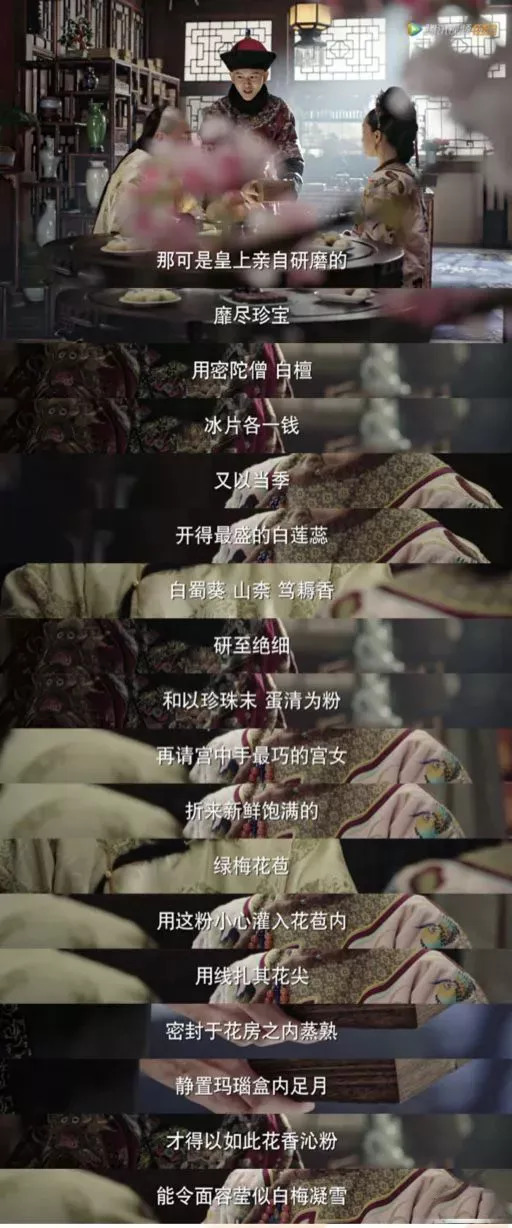 那可是皇上亲自研磨的
靡尽珍宝
用密陀僧 白檀
冰片各一钱
又以当季
开得最盛的白莲蕊
白蜀葵 山柰 笃耨香
研至绝细
和以珍珠末 蛋清为粉
再请宫中手最巧的宫女
折来新鲜饱满的
绿梅花苞
用这粉小心灌入花苞内
用线扎其花尖
密封于花房之内蒸熟
静置玛瑙盒内足月
才得以如此花香沁粉
能令面容莹似白梅凝雪